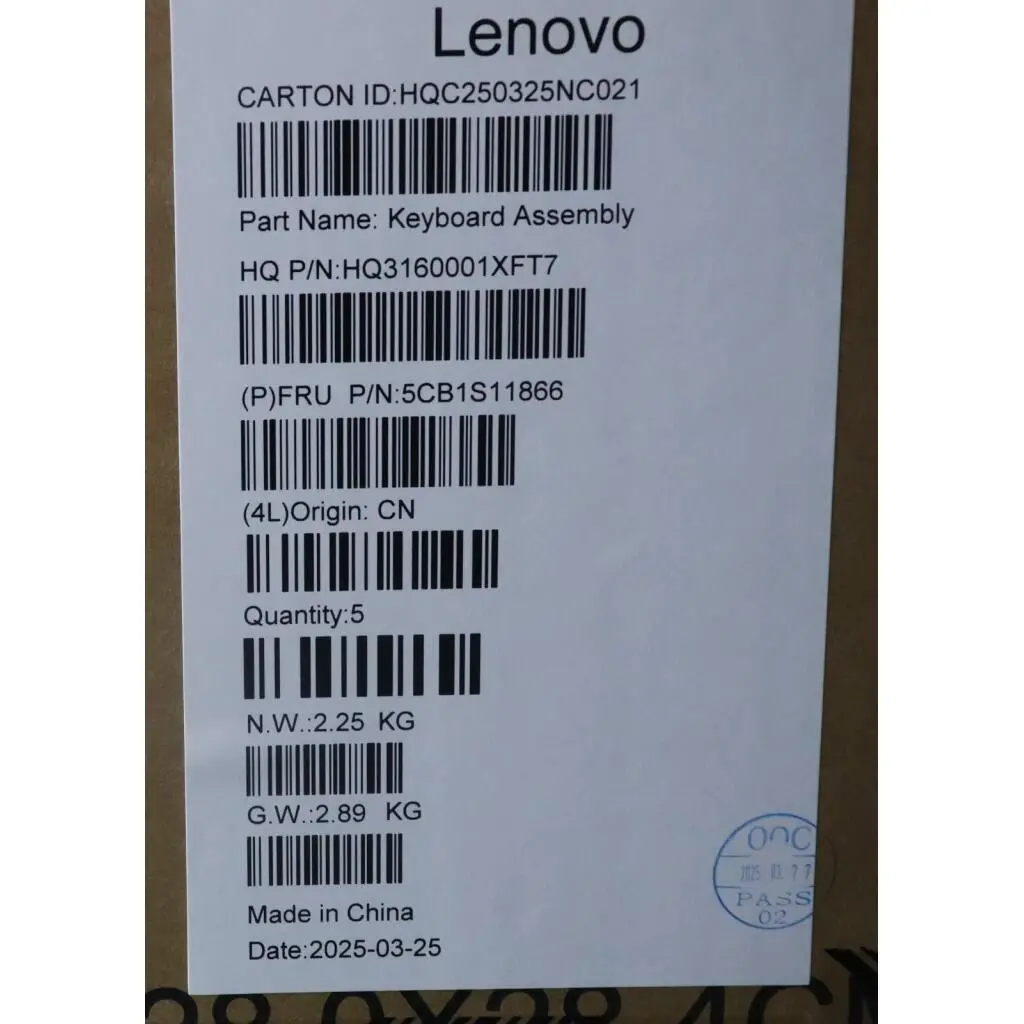 Lenovo
CARTON ID:HQC250325NC021
Part Name: Keyboard Assembly
HQ P/N:HQ3160001XFT7
(P)FRU P/N:5CB1S11866
(4L)Origin: CN
Quantity:5
N.W.:2.25 KG
G.W.:2.89 KG
Made in China
Date:2025-03-25
PASS
02